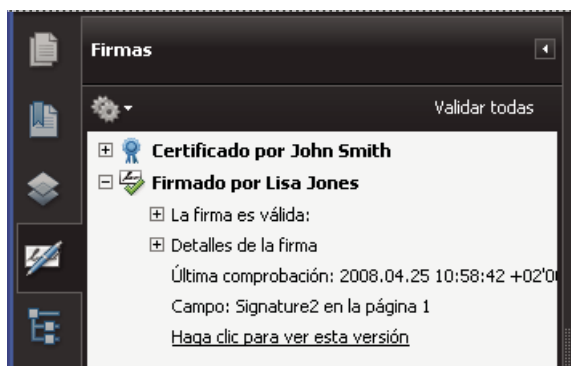 Firmas
Validar todas
Certificado por John Smith
Firmado por Lisa Jones
La firma es válida:
Detalles de la firma
Última comprobación: 2008.04.25 10:58:42 +02'0
Campo: Signature2 en la página 1
Haga clic para ver esta versión